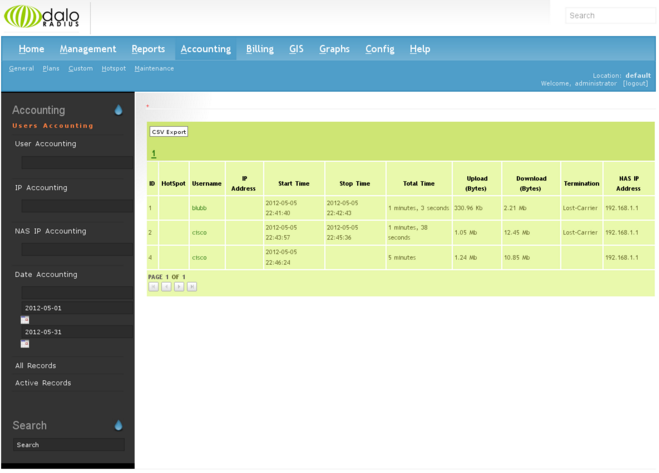 dalo
RADIUS
Search
Home Management Reports Accounting Billing GIS Graphs Config Help
General Plans Custom Hotspot Maintenance
Location: default
Welcome, administrator [logout]
Accounting
Users Accounting
User Accounting
IP Accounting
NAS IP Accounting
Date Accounting
2012-05-01
2012-05-31
All Records
Active Records
Search
Search
CSV Export
1
ID HotSpot Username IP Address Start Time Stop Time Total Time Upload (Bytes) Download (Bytes) Termination NAS IP Address
1 blubb 2012-05-05 22:41:40 2012-05-05 22:42:43 1 minutes, 3 seconds 330.96 Kb 2.21 Mb Lost-Carrier 192.168.1.1
2 cisco 2012-05-05 22:43:57 2012-05-05 22:45:36 1 minutes, 38 seconds 1.05 Mb 12.45 Mb Lost-Carrier 192.168.1.1
4 cisco 2012-05-05 22:46:24 5 minutes 1.24 Mb 10.85 Mb 192.168.1.1
PAGE 1 OF 1